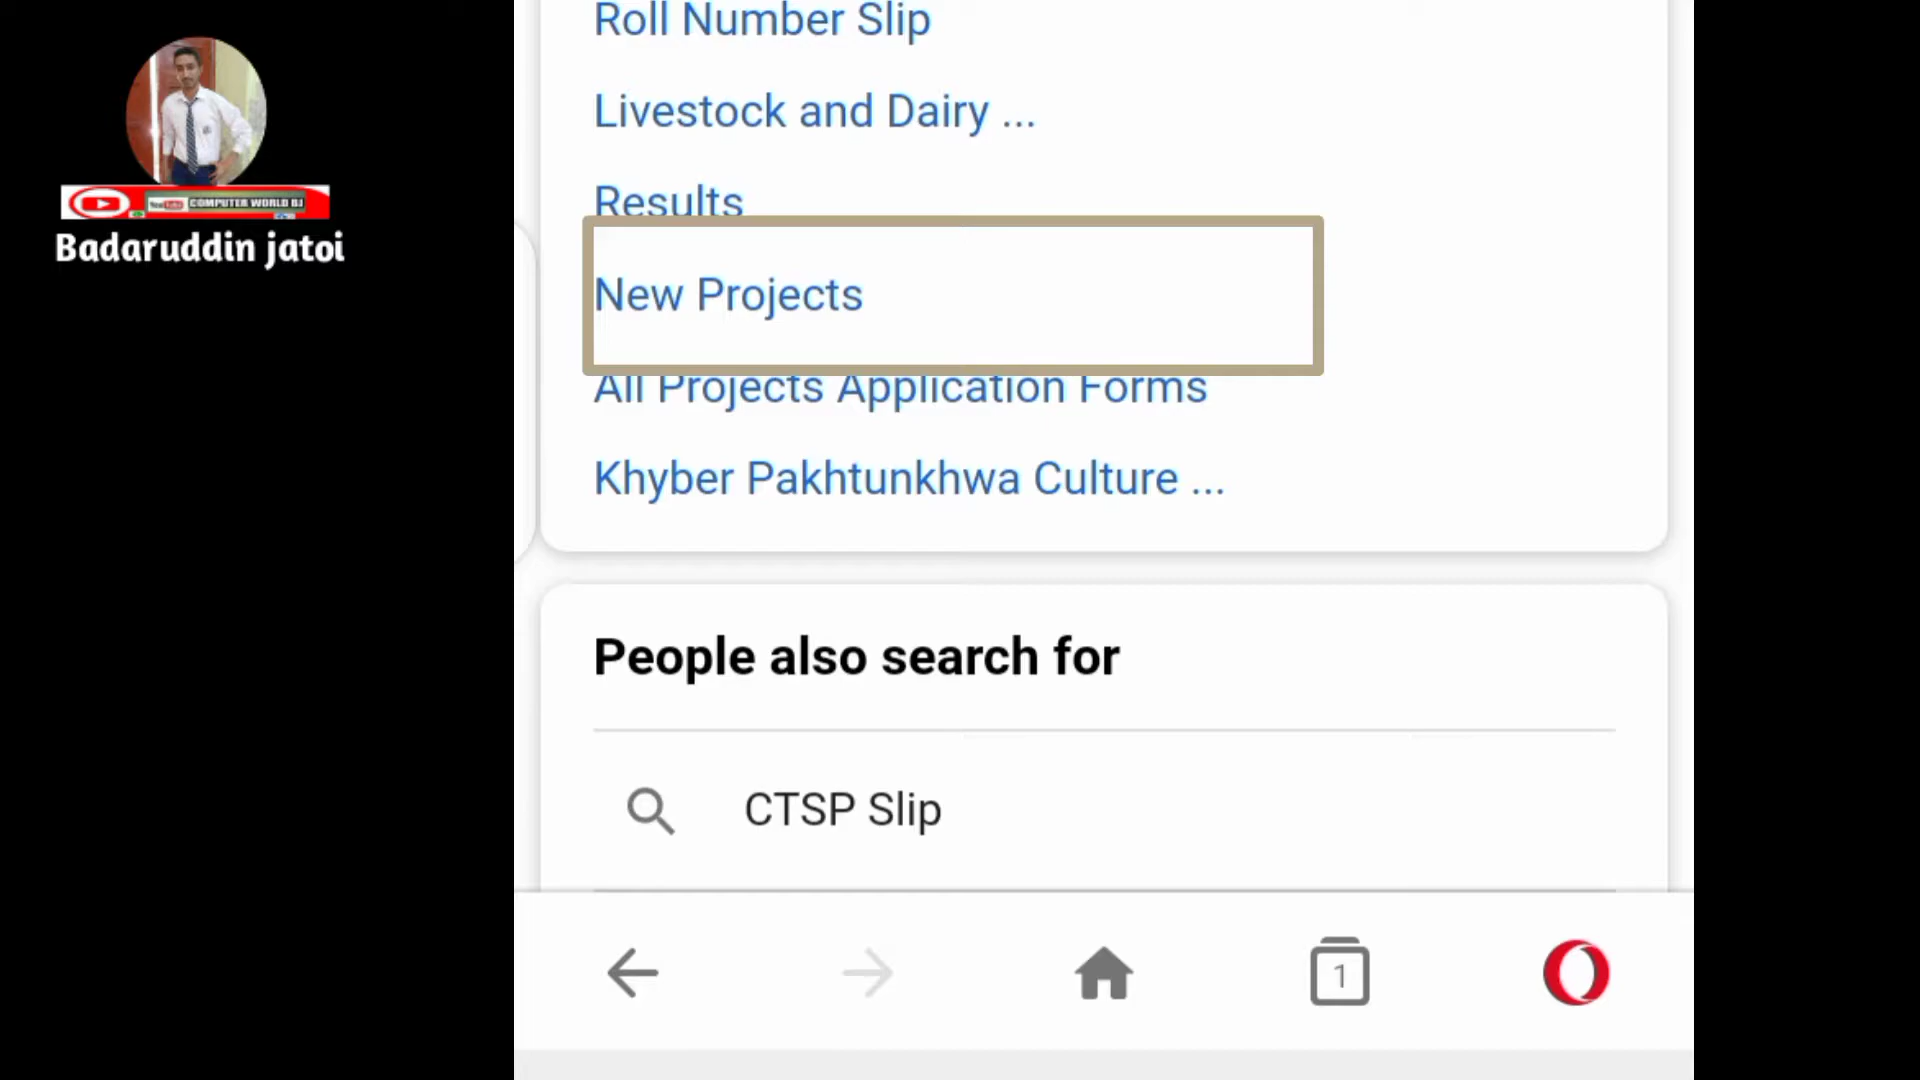 YouTube COMPUTER WORLD BJ
Badaruddin jatoi
Roll Number Slip
Livestock and Dairy ...
Results
New Projects
All Projects Application Forms
Khyber Pakhtunkhwa Culture ...
People also search for
CTSP Slip
1